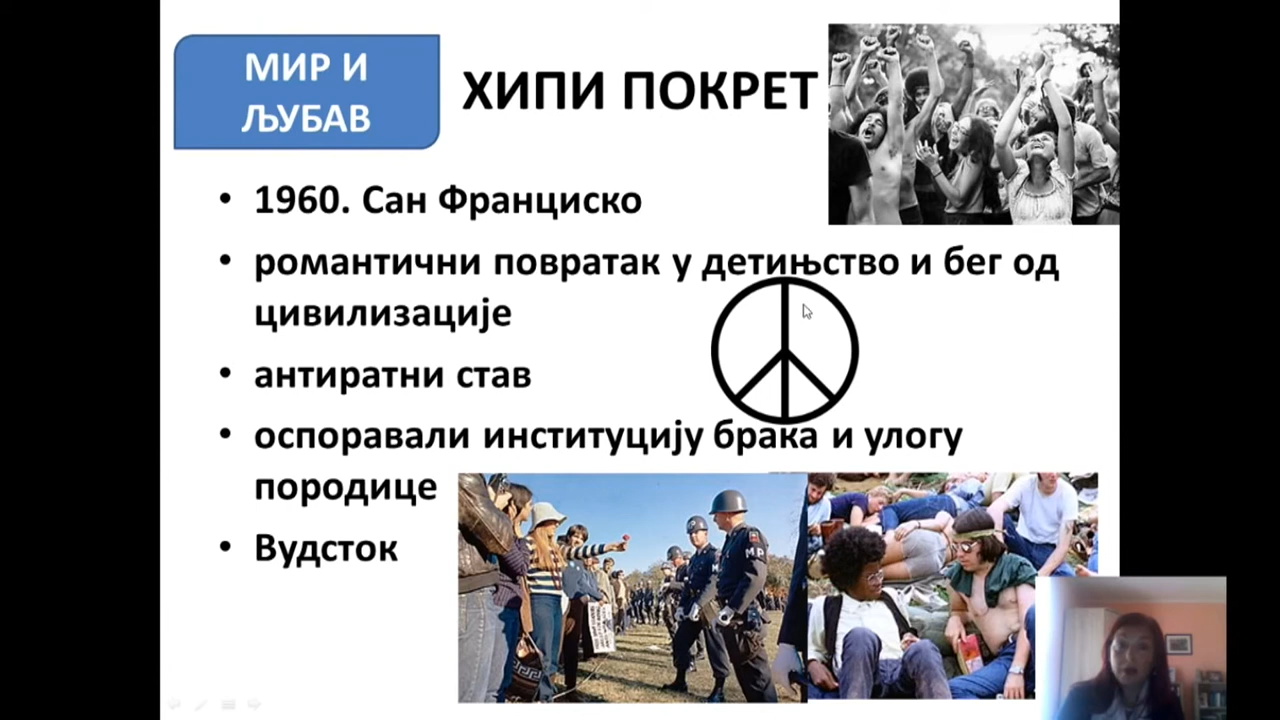 МИР И
ЉУБАВ
ХИПИ ПОКРЕТ
• 1960. Сан Франциско
• романтични повратак у детињство и бег од
цивилизације
• антиратни став
• оспоравали институцију брака и улогу
породице
• Вудсток